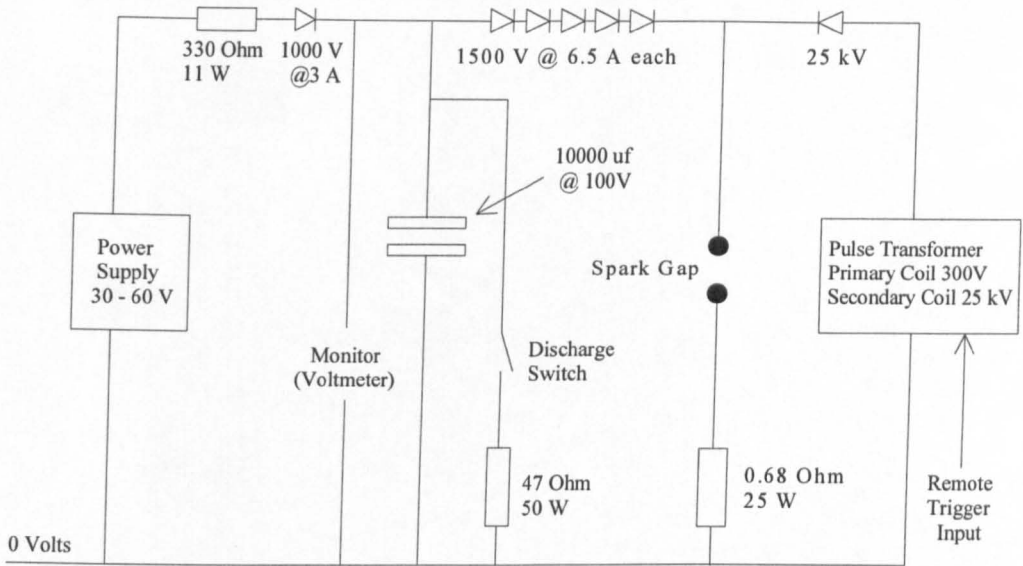 330 Ohm
11 W
1000 V
@3 A
1500 V @ 6.5 A each
25 kV
10000 uf
@ 100V
Power
Supply
30 - 60 V
Spark Gap
Pulse Transformer
Primary Coil 300V
Secondary Coil 25 kV
Monitor
(Voltmeter)
Discharge
Switch
47 Ohm
50 W
0.68 Ohm
25 W
Remote
Trigger
Input
0 Volts